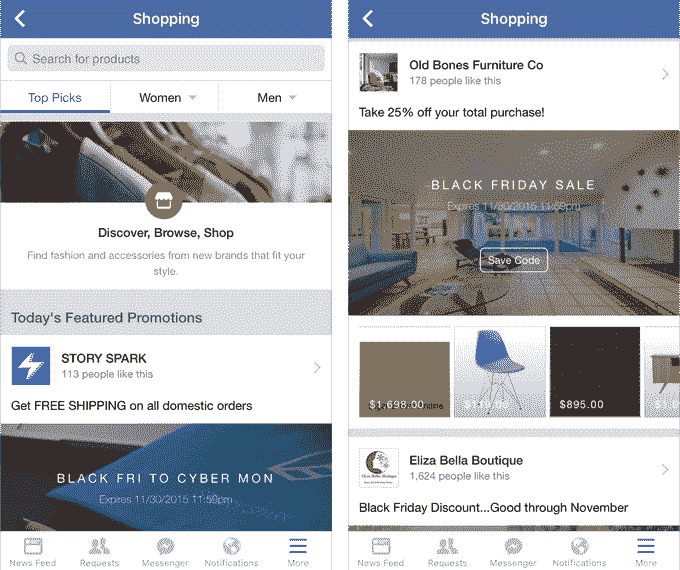 Shopping
Search for products
Top Picks
Women
Men
Discover, Browse, Shop
Find fashion and accessories from new brands that fit your
style.
Today's Featured Promotions
STORY SPARK
113 people like this
Get FREE SHIPPING on all domestic orders
BLACK FRI TO CYBER MON
Expires 11/30/2015 11:59pm
News Feed
Requests
Messenger
Notifications
More
Shopping
Old Bones Furniture Co
178 people like this
Take 25% off your total purchase!
BLACK FRIDAY SALE
Expires 11/30/2015 11:59pm
Save Code
$1,698.00
$895.00
Eliza Bella Boutique
1,624 people like this
Black Friday Discount...Good through November
News Feed
Requests
Messenger
Notifications
More